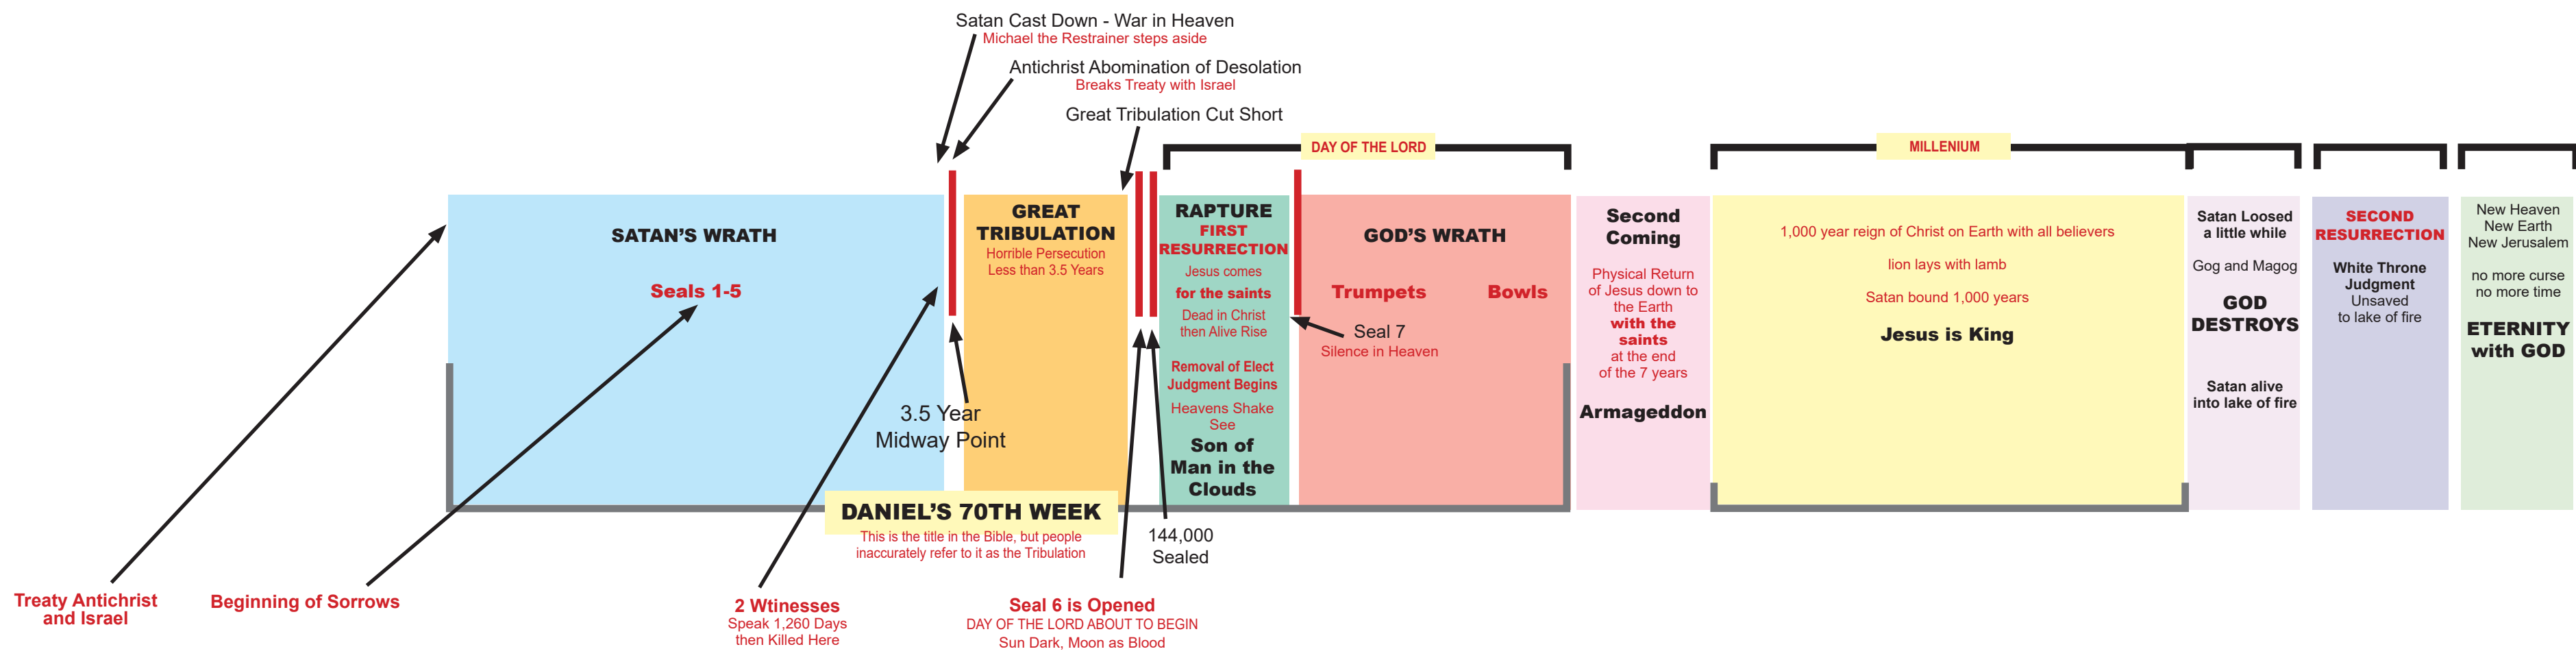 Satan Cast Down - War in Heaven
Michael the Restrainer steps aside
Antichrist Abomination of Desolation
Breaks Treaty with Israel
Great Tribulation Cut Short
DAY OF THE LORD
MILLENIUM
SATAN'S WRATH
Seals 1-5
GREAT
TRIBULATION
Horrible Persecution
Less than 3.5 Years
RAPTURE
FIRST
RESURRECTION
Jesus comes
for the saints
Dead in Christ
then Alive Rise
Removal of Elect
Judgment Begins
Heavens Shake
See
Son of
Man in the
Clouds
GOD'S WRATH
Trumpets Bowls
Seal 7
Silence in Heaven
Second
Coming
Physical Return
of Jesus down to
the Earth
with the
saints
at the end
of the 7 years
Armageddon
1,000 year reign of Christ on Earth with all believers
lion lays with lamb
Satan bound 1,000 years
Jesus is King
Satan Loosed
a little while
Gog and Magog
GOD
DESTROYS
Satan alive
into lake of fire
SECOND
RESURRECTION
White Throne
Judgment
Unsaved
to lake of fire
New Heaven
New Earth
New Jerusalem
no more curse
no more time
ETERNITY
with GOD
3.5 Year
Midway Point
DANIEL'S 70TH WEEK
This is the title in the Bible, but people
inaccurately refer to it as the Tribulation
144,000
Sealed
Treaty Antichrist
and Israel
Beginning of Sorrows
2 Wtinesses
Speak 1,260 Days
then Killed Here
Seal 6 is Opened
DAY OF THE LORD ABOUT TO BEGIN
Sun Dark, Moon as Blood